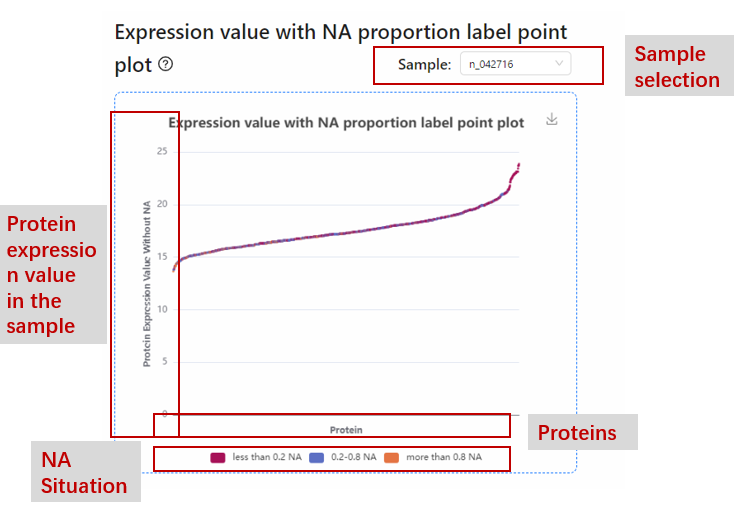 Expression value with NA proportion label point
plot ?
Sample: n_042716
Sample
selection
Expression value with NA proportion label point plot
25
20
15
10
5
0
Protein Expression Value Without NA
Protein
expressio
n value
in the
sample
Protein
Proteins
less than 0.2 NA 0.2-0.8 NA more than 0.8 NA
NA
Situation